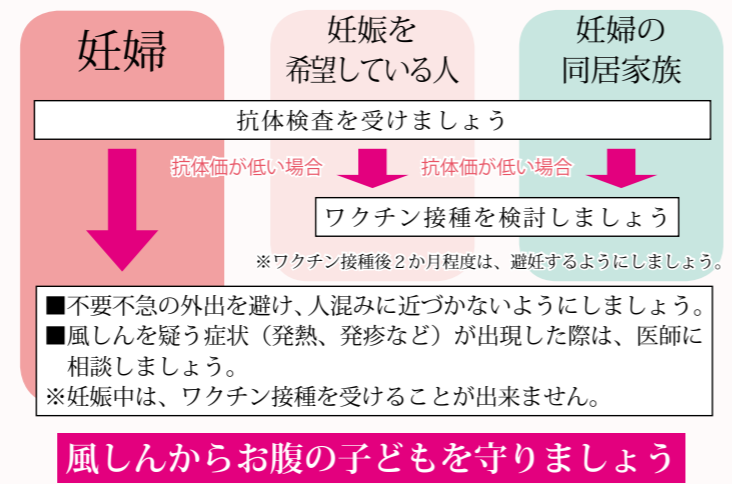 妊婦
妊娠を
希望している人
妊婦の
同居家族
抗体検査を受けましょう
抗体価が低い場合
抗体価が低い場合
ワクチン接種を検討しましょう
※ワクチン接種後２か月程度は、避妊するようにしましょう。
■不要不急の外出を避け、人混みに近づかないようにしましょう。
■風しんを疑う症状（発熱、発疹など）が出現した際は、医師に
相談しましょう。
※妊娠中は、ワクチン接種を受けることが出来ません。
風しんからお腹の子どもを守りましょう